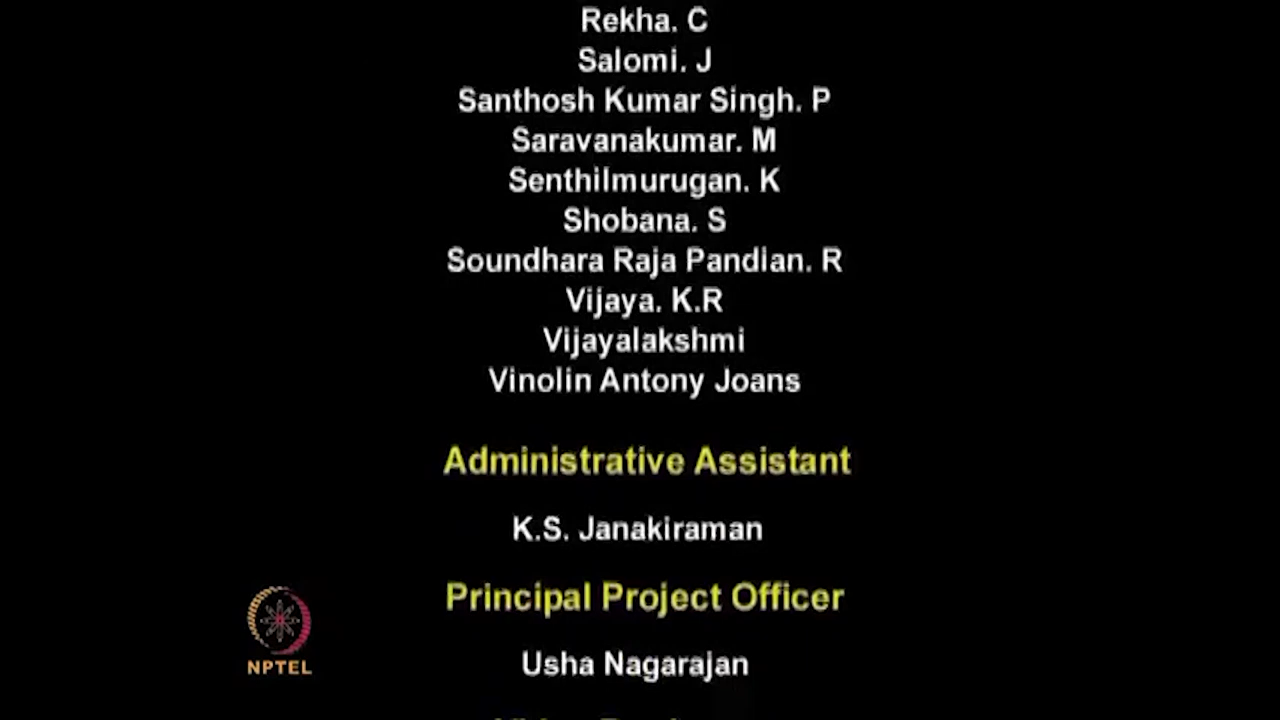 Rekha. C
Salomi. J
Santhosh Kumar Singh. P
Saravanakumar. M
Senthilmurugan. K
Shobana. S
Soundhara Raja Pandian. R
Vijaya. K.R
Vijayalakshmi
Vinolin Antony Joans
Administrative Assistant
K.S. Janakiraman
Principal Project Officer
Usha Nagarajan
NPTEL